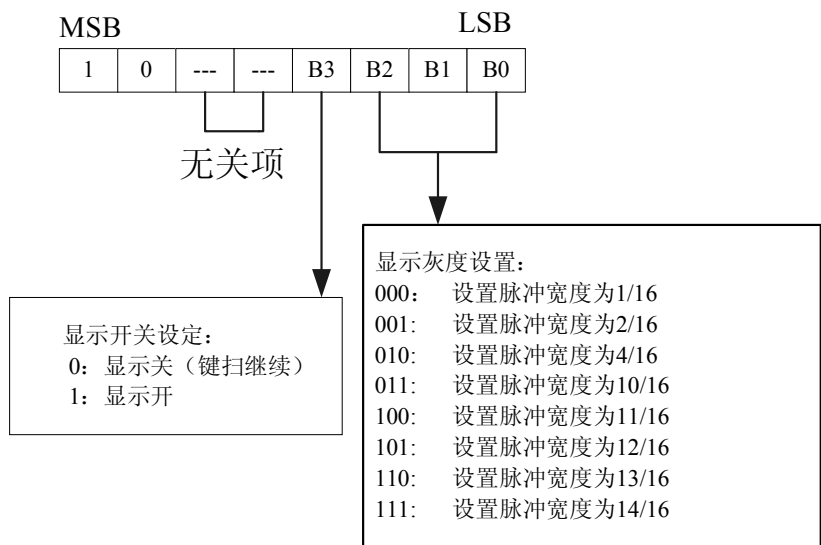 MSB LSB
1 0 --- --- B3 B2 B1 B0
无关项
显示开关设定：
0：显示关（键扫继续）
1：显示开
显示灰度设置：
000： 设置脉冲宽度为1/16
001: 设置脉冲宽度为2/16
010: 设置脉冲宽度为4/16
011: 设置脉冲宽度为10/16
100: 设置脉冲宽度为11/16
101: 设置脉冲宽度为12/16
110: 设置脉冲宽度为13/16
111: 设置脉冲宽度为14/16